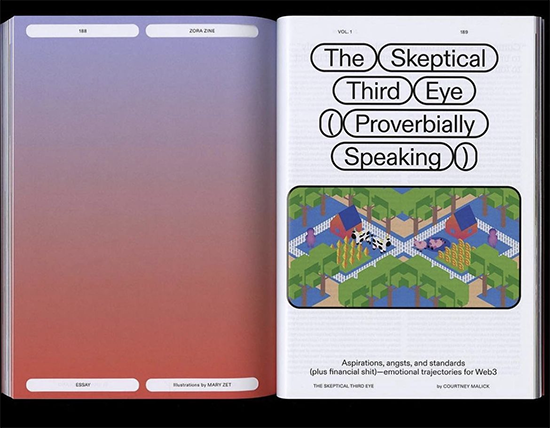 188
ZORA ZINE
ESSAY
Illustrations by MARY ZET
VOL. 1
189
The Skeptical
Third Eye
( Proverbially
Speaking )
Aspirations, angsts, and standards
(plus financial shit)—emotional trajectories for Web3
THE SKEPTICAL THIRD EYE
by COURTNEY MALICK